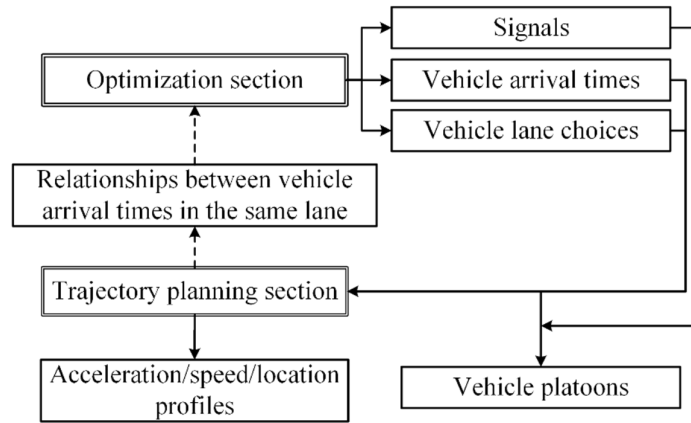 Signals
Optimization section
Vehicle arrival times
Vehicle lane choices
Relationships between vehicle
arrival times in the same lane
Trajectory planning section
Acceleration/speed/location
profiles
Vehicle platoons